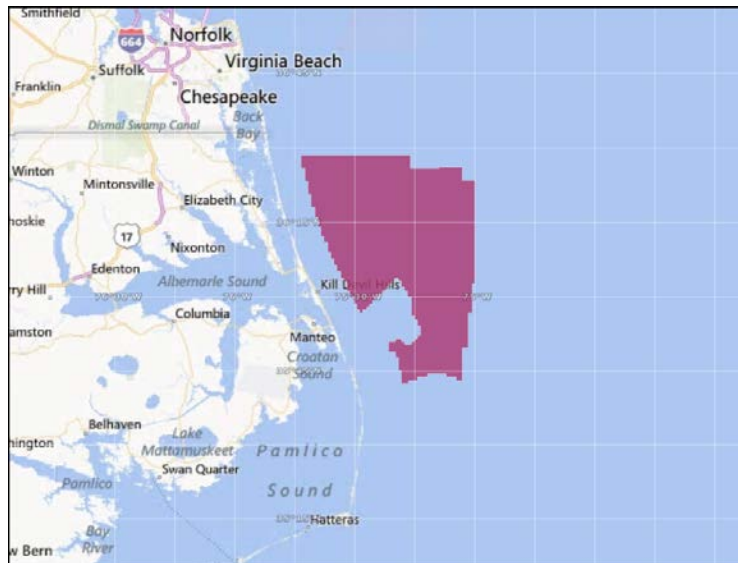 Smithfield
664
Norfolk
Suffolk
Virginia Beach
Franklin
Chesapeake
Dismal Swamp Canal
Back
Bay
Winton
Mintonsville
Elizabeth City
hoskie
17
Nixonton
Edenton
Albemarle Sound
Kill Devil Hills
rry Hill
Columbia
amston
Manteo
Croatan
Sound
Belhaven
hington
Lake
Mattamuskeet
Pamlico
Swan Quarter
Pamlico
Sound
Hatteras
Bay
River
w Bern